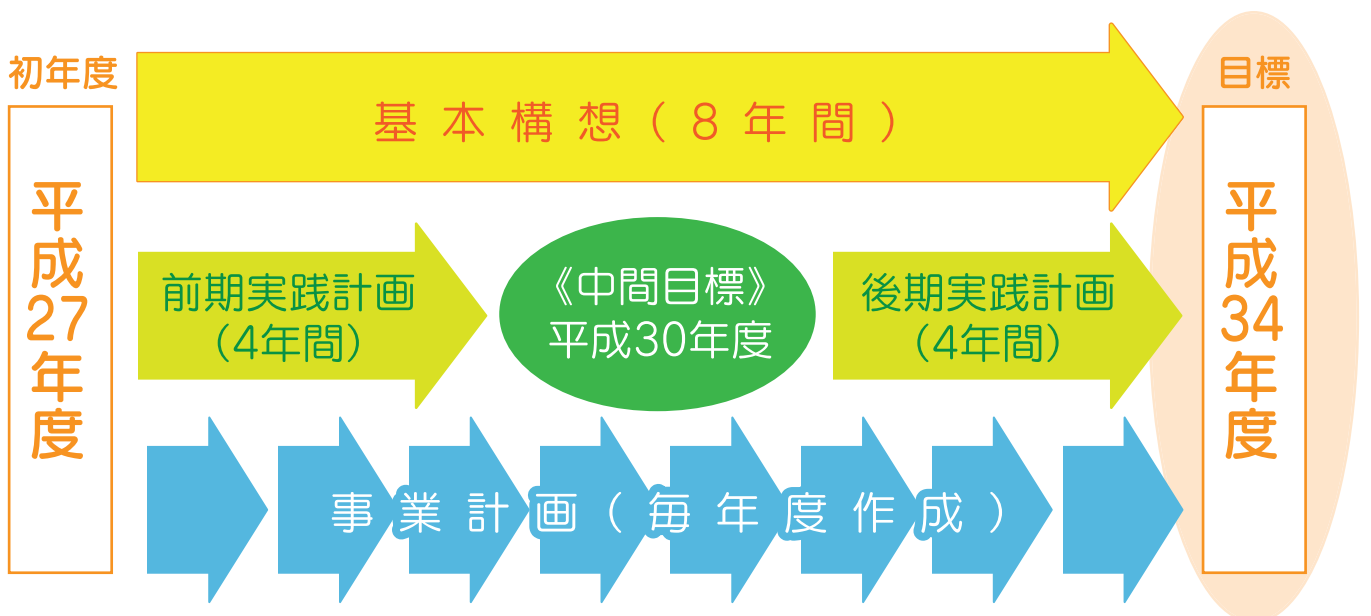 初年度
平成27年度
基本構想(8年間)
前期実践計画
(4年間)
《中間目標》
平成30年度
後期実践計画
(4年間)
事業計画(毎年度作成)
目標
平成34年度